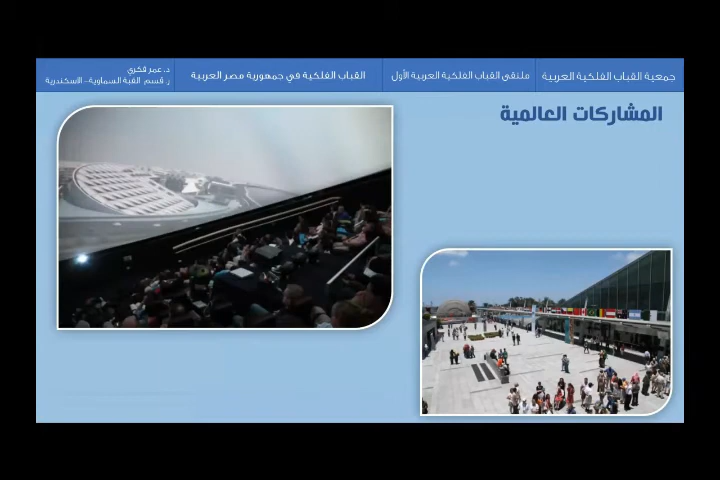 جمعية القباب الفلكية العربية
ملتقى القباب الفلكية العربية الأول
القباب الفلكية في جمهورية مصر العربية
د. عمر فكري
ر. قسم القبة السماوية- الاسكندرية
المشاركات العالمية